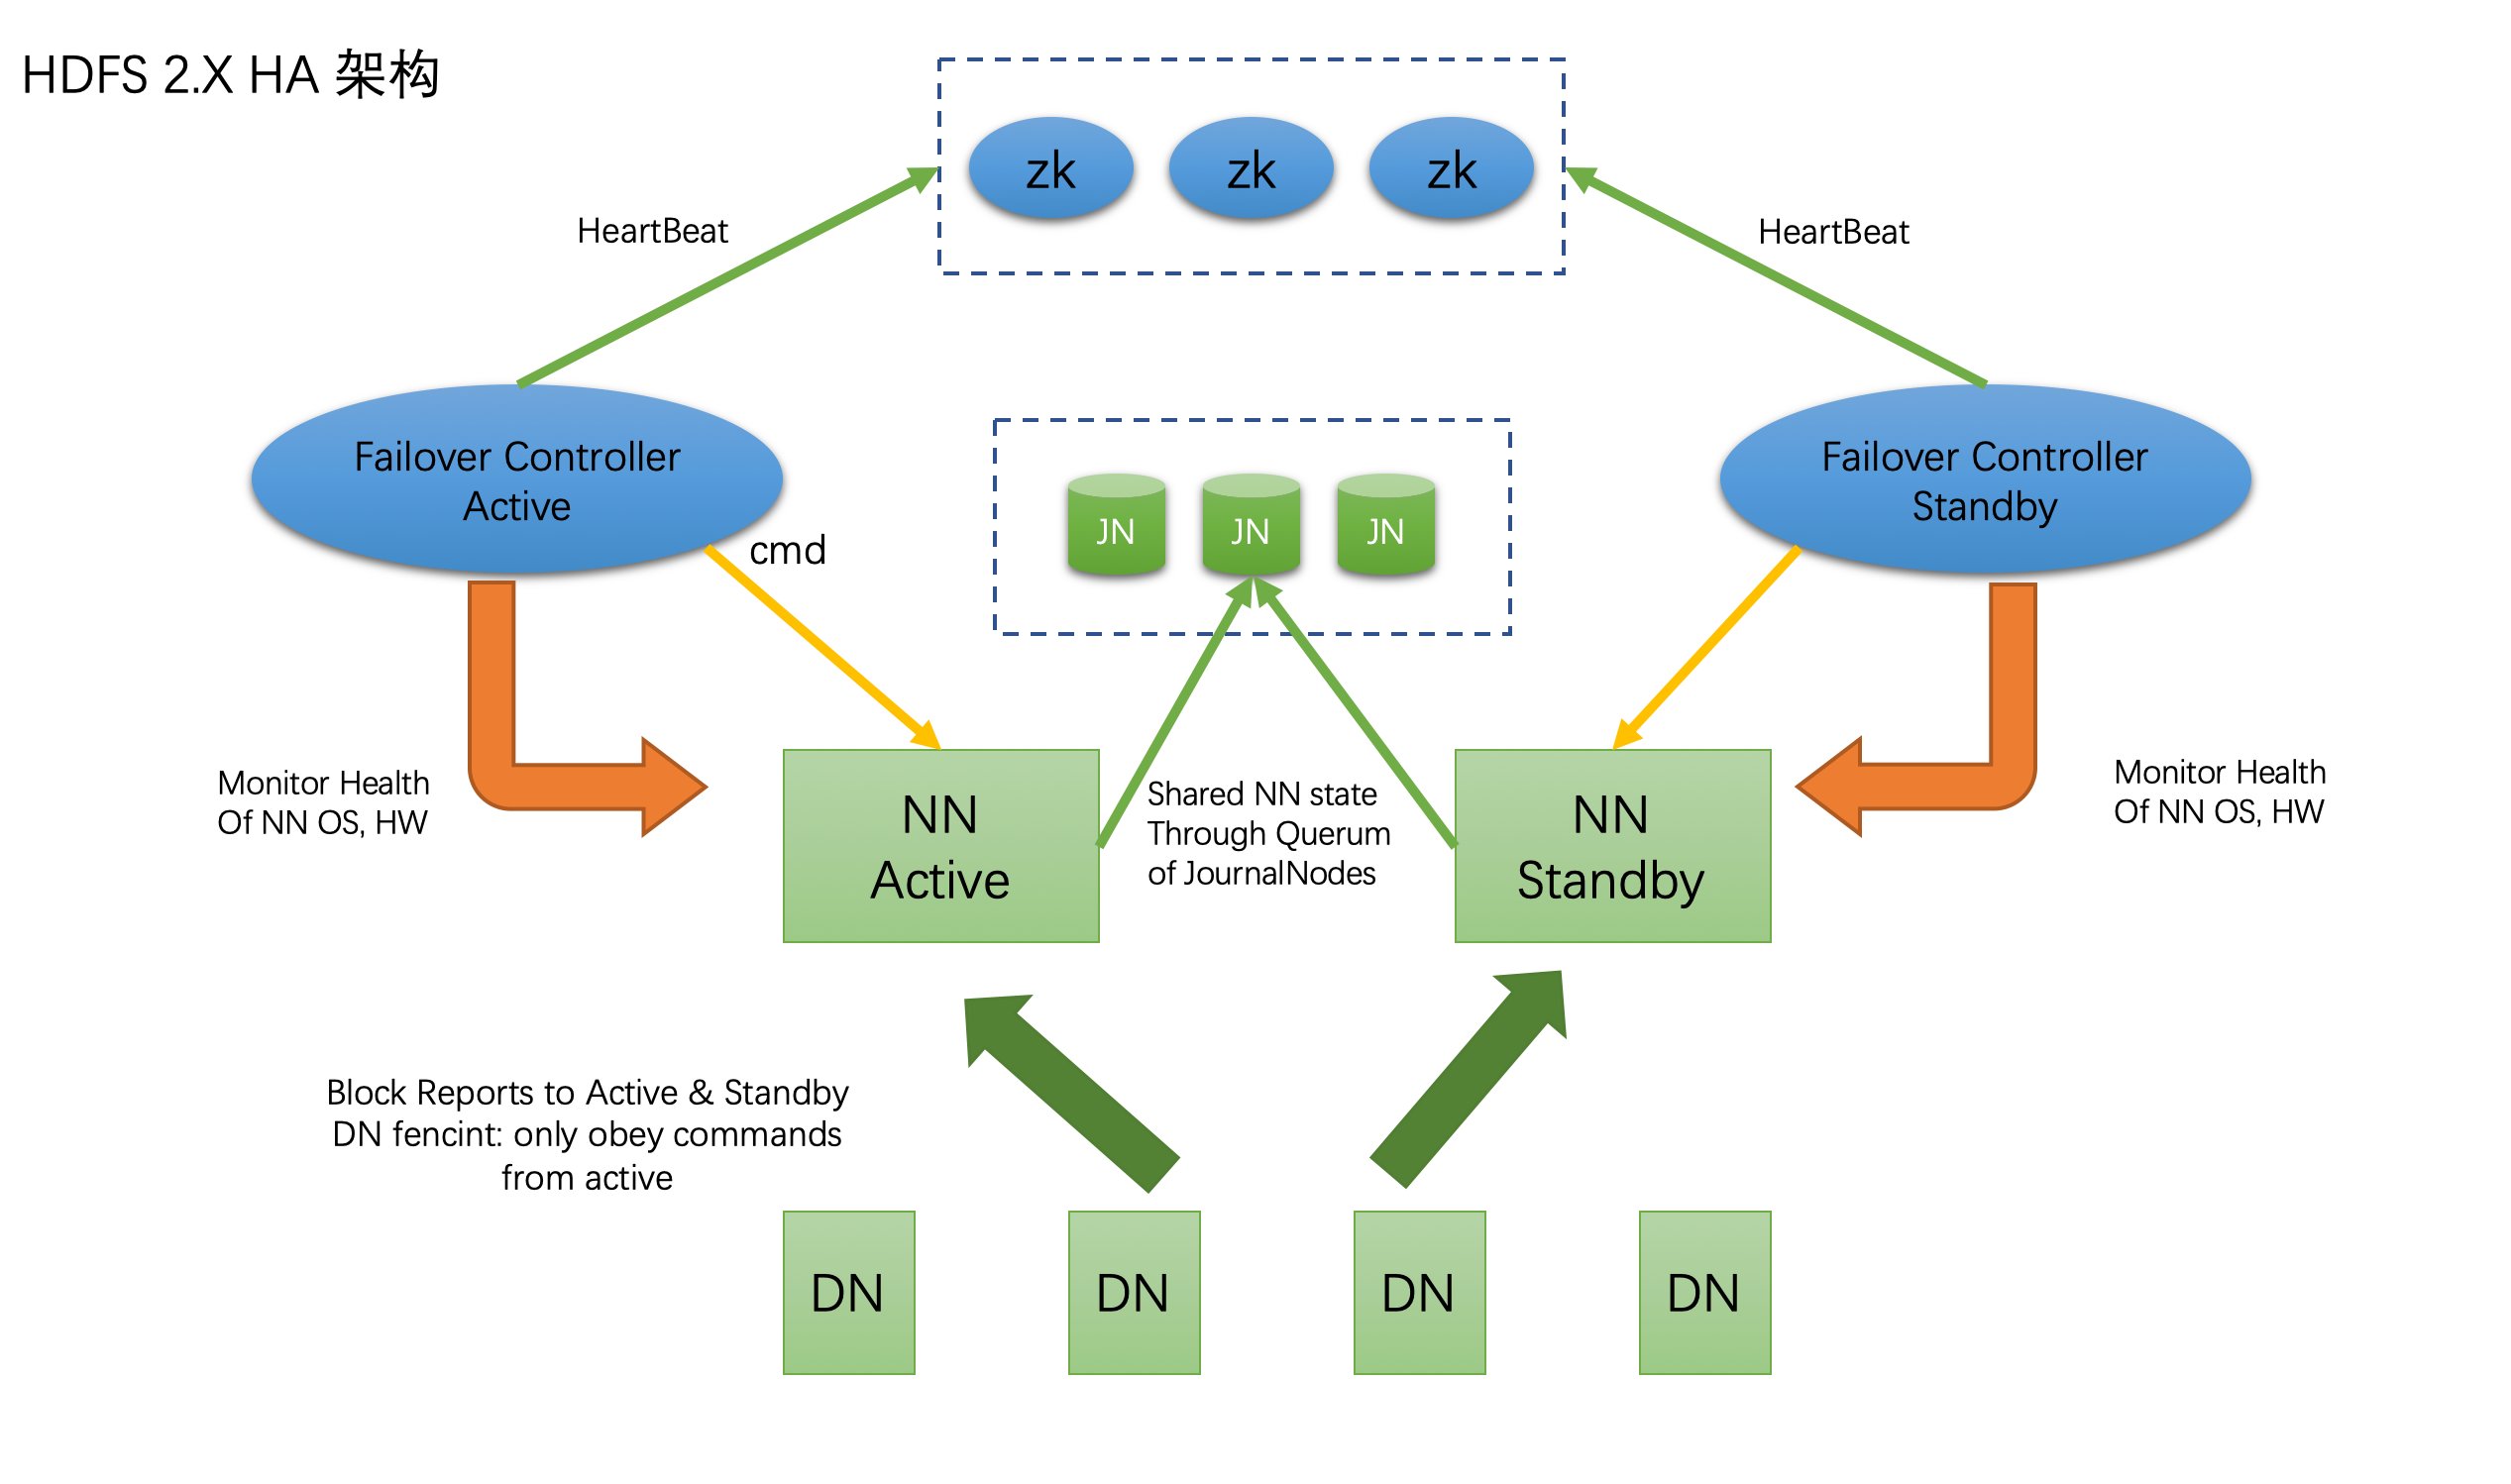 HDFS 2.X HA 架构
zk
zk
zk
HeartBeat
HeartBeat
Failover Controller
Active
Failover Controller
Standby
cmd
JN
JN
JN
Monitor Health
Of NN OS, HW
NN
Active
Shared NN state
Through Querum
of JournalNodes
NN
Standby
Monitor Health
Of NN OS, HW
Block Reports to Active & Standby
DN fencint: only obey commands
from active
DN
DN
DN
DN